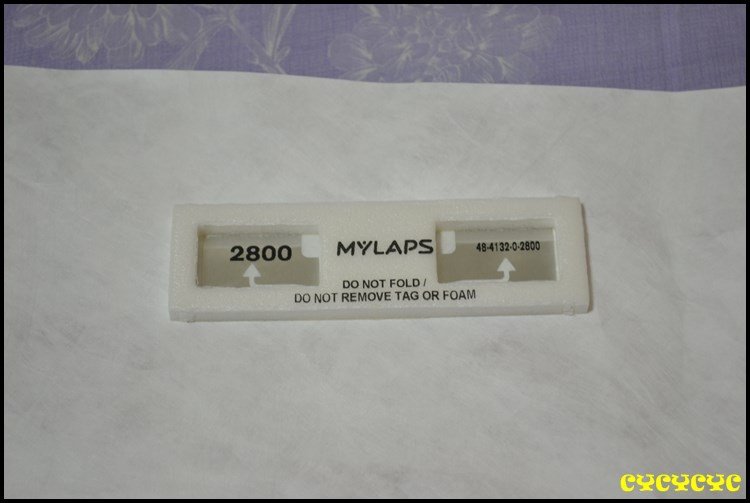 2800
MYLAPS
48-4132-0-2800
DO NOT FOLD /
DO NOT REMOVE TAG OR FOAM
CYCYCYC